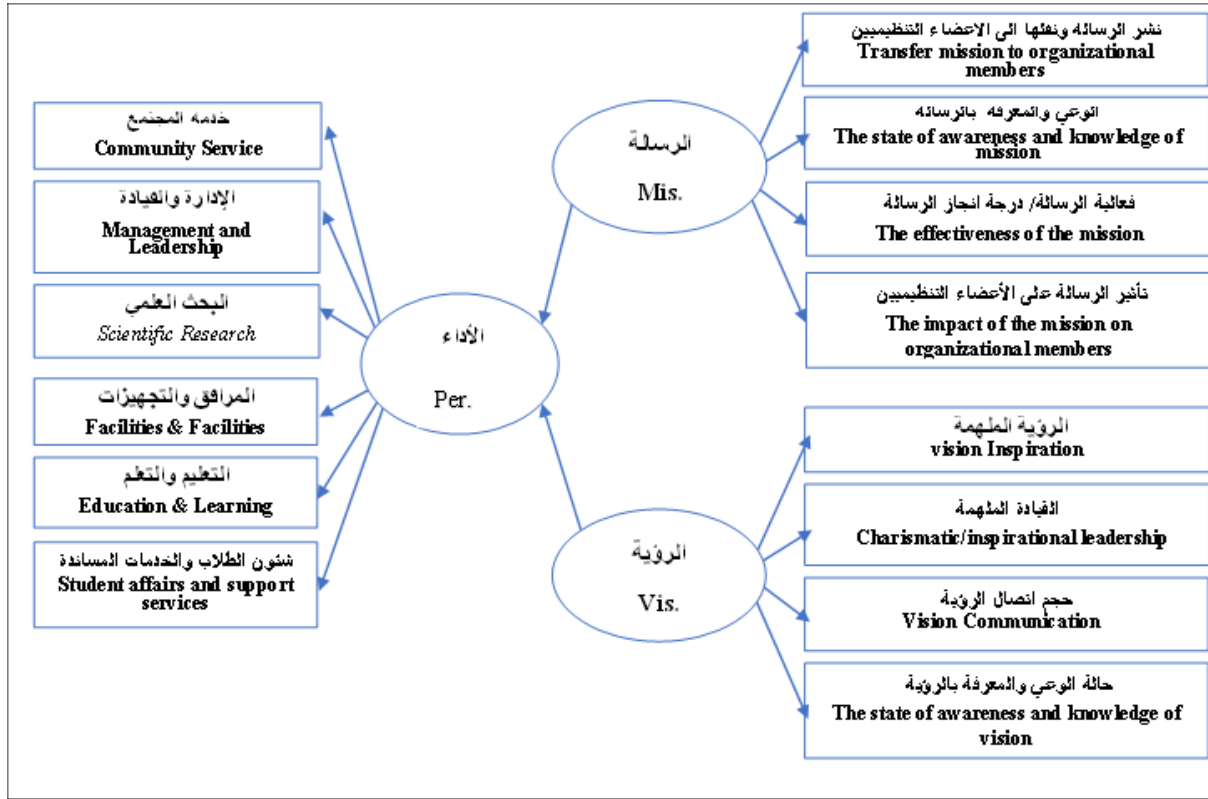 نشر الرسالة ونقلها الى الاعضاء التنظيميين
Transfer mission to organizational
members
الوعي والمعرفه بالرساله
The state of awareness and knowledge of
mission
فعالية الرسالة/ درجة انجاز الرسالة
The effectiveness of the mission
تأثير الرسالة على الأعضاء التنظيميين
The impact of the mission on
organizational members
الرسالة
Mis.
خدمه المجتمع
Community Service
الإدارة والقيادة
Management and
Leadership
البحث العلمي
Scientific Research
المرافق والتجهيزات
Facilities & Facilities
التعليم والتعلم
Education & Learning
شئون الطلاب والخدمات المساندة
Student affairs and support
services
الأداء
Per.
الرؤية
Vis.
الرؤية الملهمة
vision Inspiration
القيادة الملهمة
Charismatic/inspirational leadership
حجم اتصال الرؤية
Vision Communication
حالة الوعي والمعرفة بالرؤية
The state of awareness and knowledge of
vision